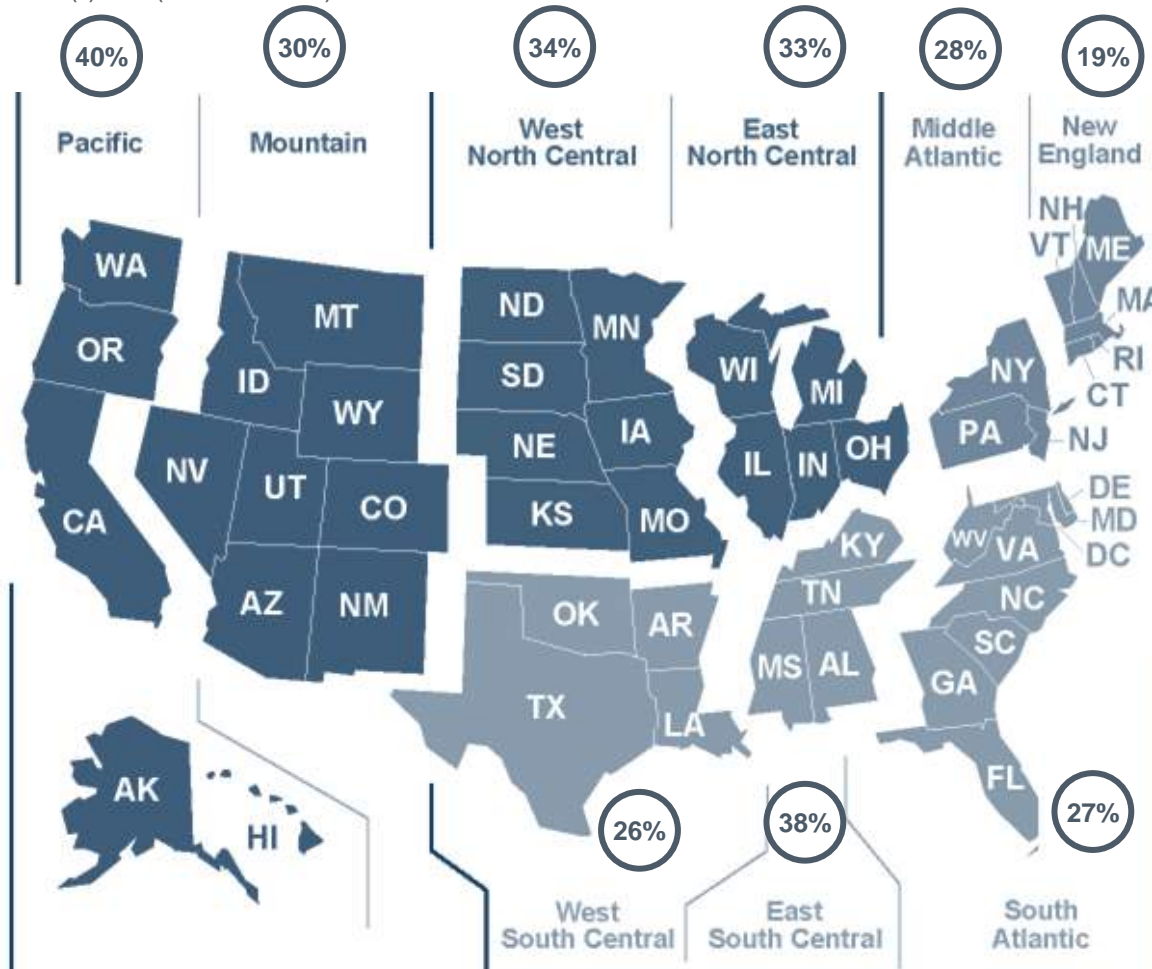 40%
30%
34%
33%
28%
19%
Pacific
Mountain
West
North Central
East
North Central
Middle
Atlantic
New
England
NH
VT
ME
WA
MT
ND
MN
MA
OR
ID
SD
WI
MI
NY
RI
WY
CT
NE
IA
PA
NJ
NV
UT
CO
IL
IN
OH
CA
KS
MO
DE
MD
DC
KY
WV
VA
AZ
NM
OK
AR
TN
NC
SC
MS
AL
GA
TX
LA
AK
HI
FL
26%
38%
27%
West
South Central
East
South Central
South
Atlantic